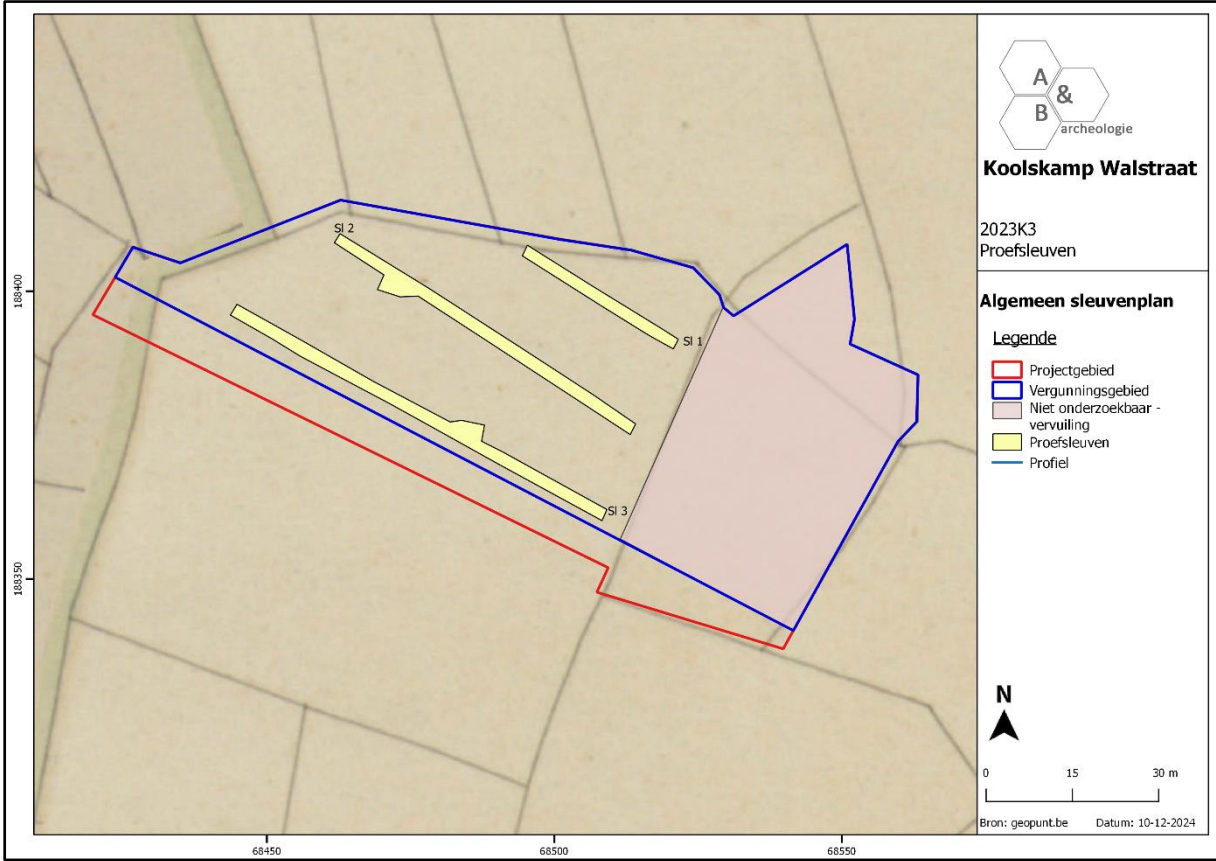 A
&
B
archeologie
Koolskamp Walstraat
2023K3
Proefsleuven
Algemeen sleuvenplan
Legende
Projectgebied
Vergunningsgebied
Niet onderzoekbaar -
vervuiling
Proefsleuven
Profiel
N
0 15 30 m
Bron: geopunt.be Datum: 10-12-2024
Sl 2
Sl 1
Sl 3
188400
188350
68450 68500 68550